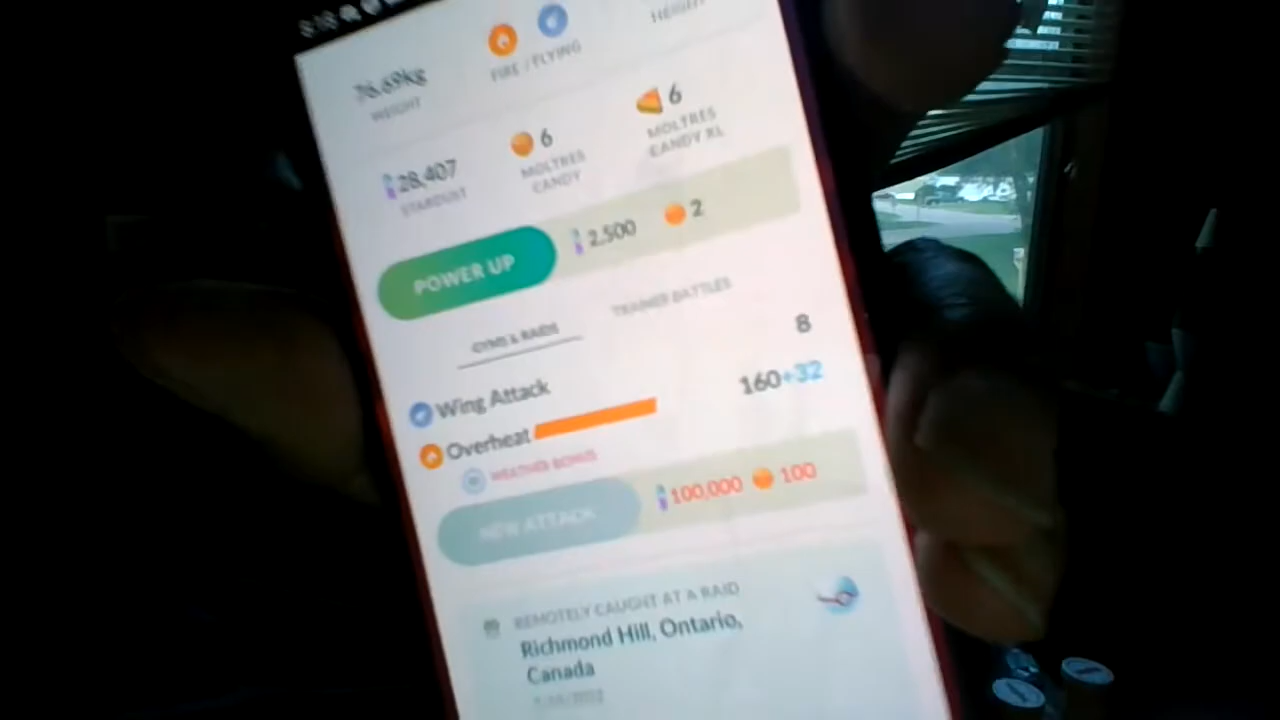 HEIGHT
76.69kg
WEIGHT
FIRE / FLYING
28,407
STARDUST
6
MOLTRES
CANDY
6
MOLTRES
CANDY XL
POWER UP
2,500
2
GYMS & RAIDS
TRAINER BATTLES
Wing Attack
8
Overheat
160+32
WEATHER BONUS
NEW ATTACK
100,000
100
REMOTELY CAUGHT AT A RAID
Richmond Hill, Ontario,
Canada